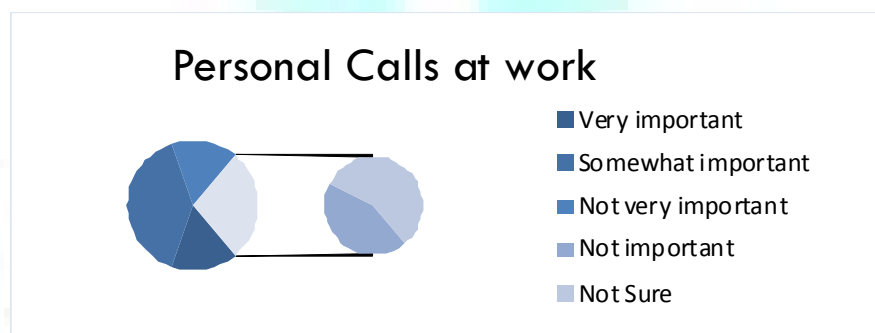 Personal Calls at work
Very important
Somewhat important
Not very important
Not important
Not Sure